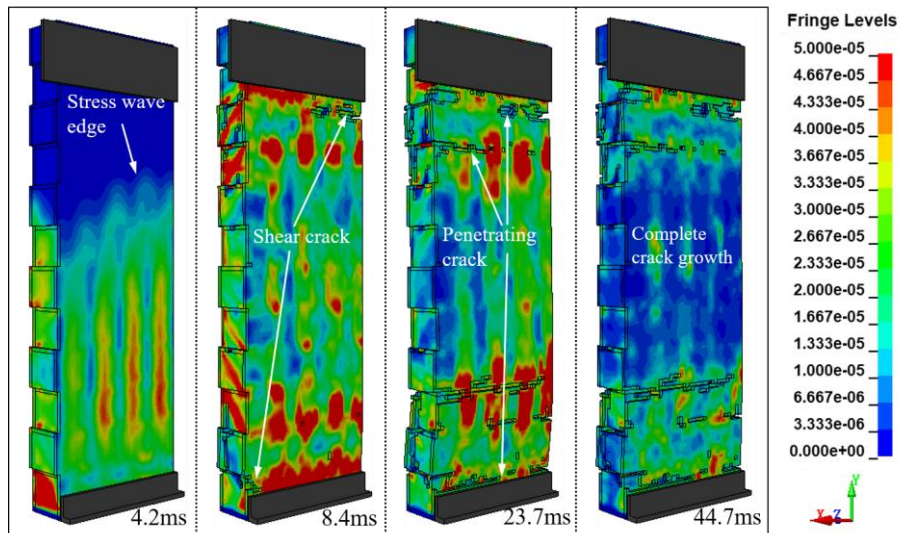 Stress wave
edge
4.2ms
Shear crack
8.4ms
Penetrating
crack
23.7ms
Complete
crack growth
44.7ms
Fringe Levels
5.000e-05
4.667e-05
4.333e-05
4.000e-05
3.667e-05
3.333e-05
3.000e-05
2.667e-05
2.333e-05
2.000e-05
1.667e-05
1.333e-05
1.000e-05
6.667e-06
3.333e-06
0.000e+00
Y
X Z